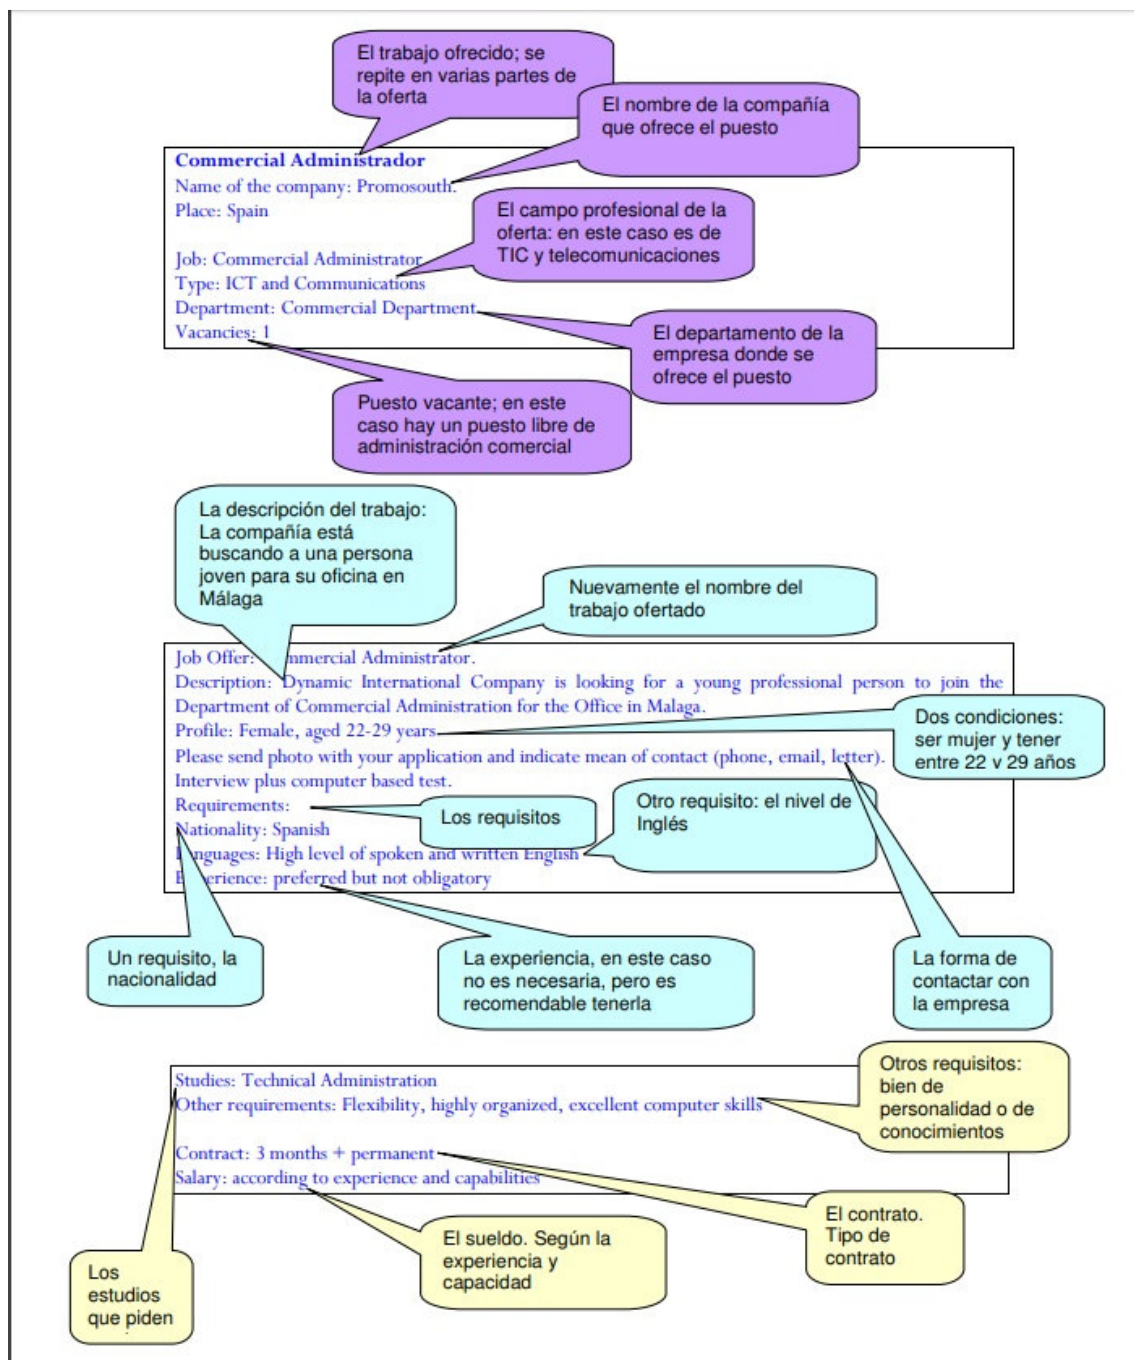 El trabajo ofrecido; se
repite en varias partes de
la oferta
El nombre de la compañía
que ofrece el puesto
Commercial Administrador
Name of the company: Promosouth.
Place: Spain
El campo profesional de la
oferta: en este caso es de
TIC y telecomunicaciones
Job: Commercial Administrator
Type: ICT and Communications
Department: Commercial Department
Vacancies: 1
El departamento de la
empresa donde se
ofrece el puesto
Puesto vacante; en este
caso hay un puesto libre de
administración comercial
La descripción del trabajo:
La compañía está
buscando a una persona
joven para su oficina en
Málaga
Nuevamente el nombre del
trabajo ofertado
Job Offer: mmercial Administrator.
Description: Dynamic International Company is looking for a young professional person to join the
Department of Commercial Administration for the Office in Malaga.
Profile: Female, aged 22-29 years
Dos condiciones:
ser mujer y tener
entre 22 y 29 años
Please send photo with your application and indicate mean of contact (phone, email, letter).
Interview plus computer based test.
Requirements:
Los requisitos
Otro requisito: el nivel de
Inglés
Nationality: Spanish
nguages: High level of spoken and written English
E erience: preferred but not obligatory
Un requisito, la
nacionalidad
La experiencia, en este caso
no es necesaria, pero es
recomendable tenerla
La forma de
contactar con
la empresa
Studies: Technical Administration
Other requirements: Flexibility, highly organized, excellent computer skills
Otros requisitos:
bien de
personalidad o de
conocimientos
Contract: 3 months + permanent
Salary: according to experience and capabilities
El contrato.
Tipo de
contrato
El sueldo. Según la
experiencia y
capacidad
Los
estudios
que piden